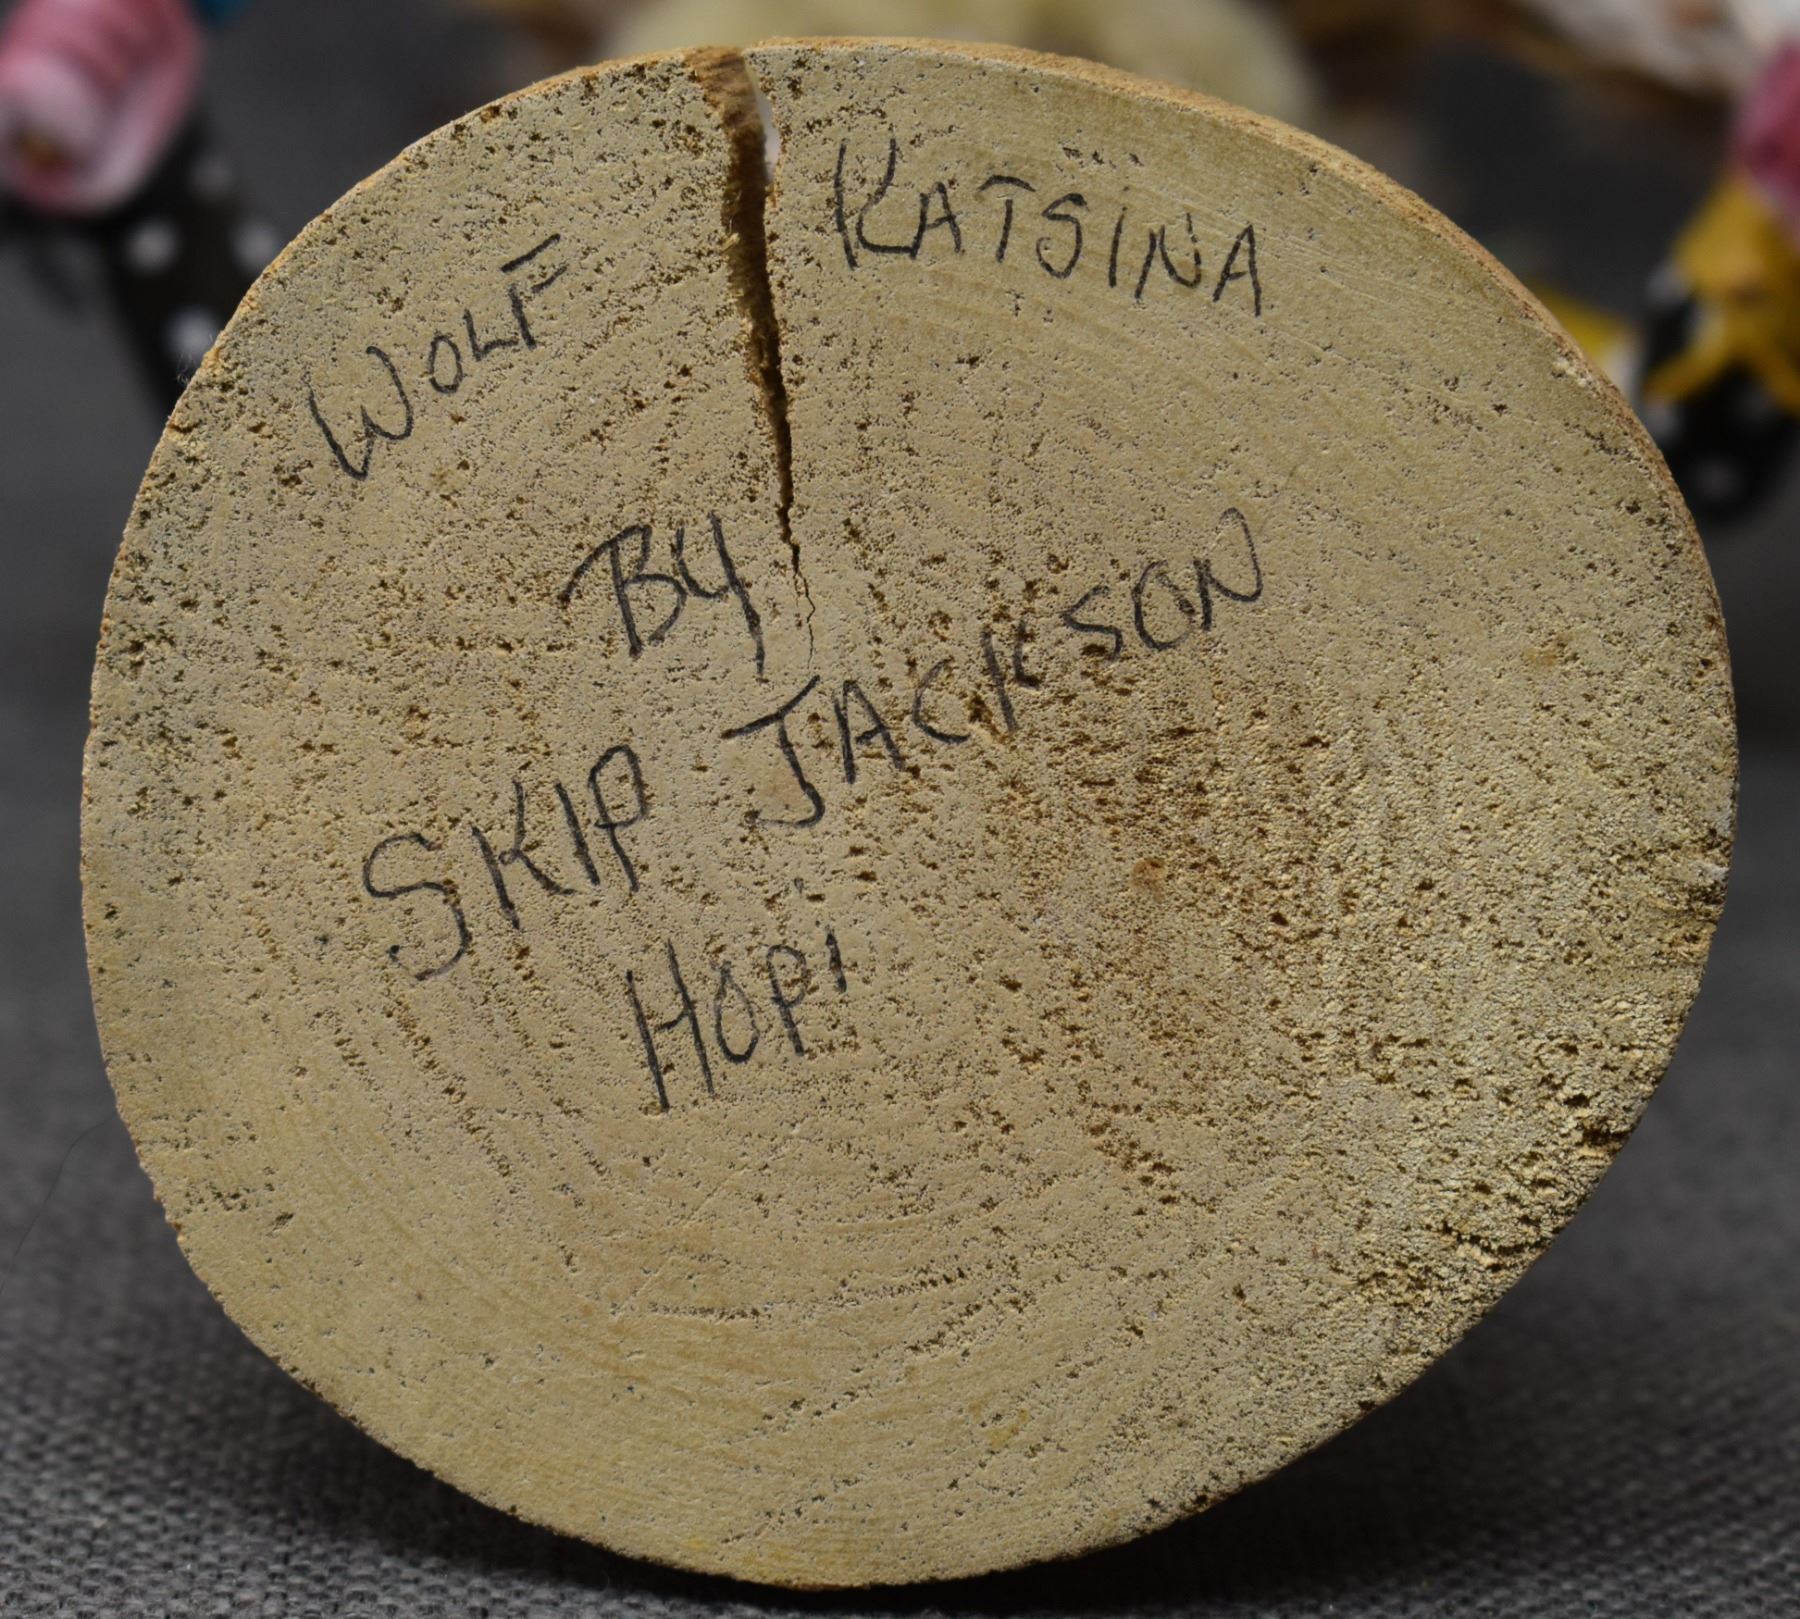 WOLF KATSINA
BY
SKIP JACKSON
HOPI